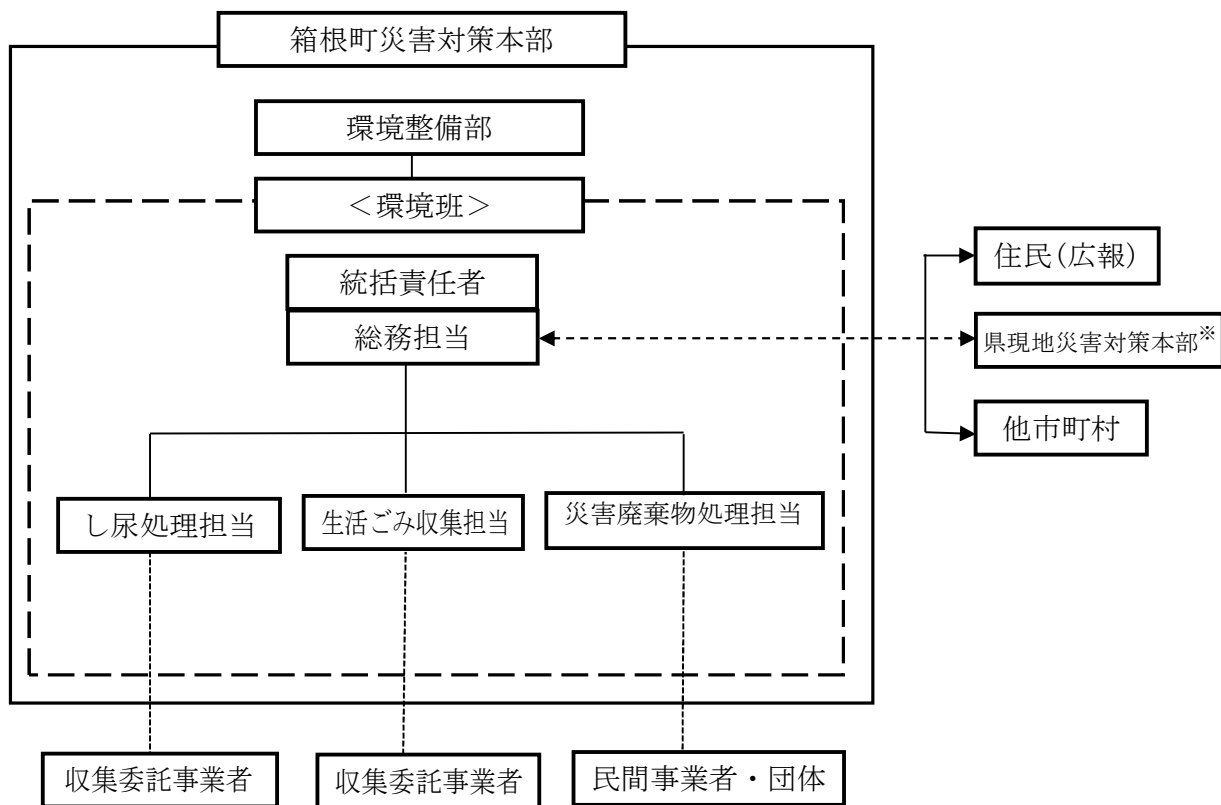 箱根町災害対策本部
環境整備部
＜環境班＞
統括責任者
総務担当
住民(広報)
県現地災害対策本部※
他市町村
し尿処理担当
生活ごみ収集担当
災害廃棄物処理担当
収集委託事業者
収集委託事業者
民間事業者・団体